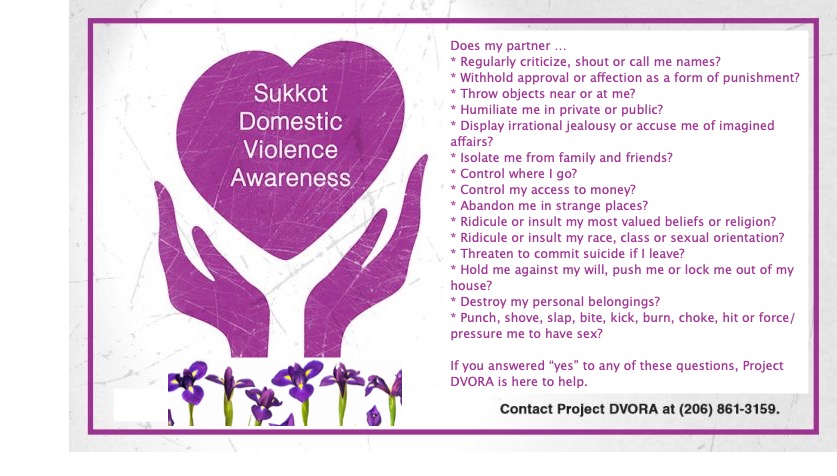 Sukkot
Domestic
Violence
Awareness
Does my partner …
* Regularly criticize, shout or call me names?
* Withhold approval or affection as a form of punishment?
* Throw objects near or at me?
* Humiliate me in private or public?
* Display irrational jealousy or accuse me of imagined
affairs?
* Isolate me from family and friends?
* Control where I go?
* Control my access to money?
* Abandon me in strange places?
* Ridicule or insult my most valued beliefs or religion?
* Ridicule or insult my race, class or sexual orientation?
* Threaten to commit suicide if I leave?
* Hold me against my will, push me or lock me out of my
house?
* Destroy my personal belongings?
* Punch, shove, slap, bite, kick, burn, choke, hit or force/
pressure me to have sex?
If you answered “yes” to any of these questions, Project
DVORA is here to help.
Contact Project DVORA at (206) 861-3159.